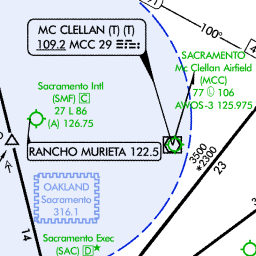 MC CLELLAN (T) (T)
109.2 MCC 29
100°
4
SACRAMENTO
Mc Clellan Airfield
(MCC)
77 106
AWOS-3 125.975
Sacramento Intl
(SMF) C
27 L 86
(A) 126.75
RANCHO MURIETA 122.5
3500
*2300
23
OAKLAND
Sacramento
316.1
14
Sacramento Exec
(SAC) D*